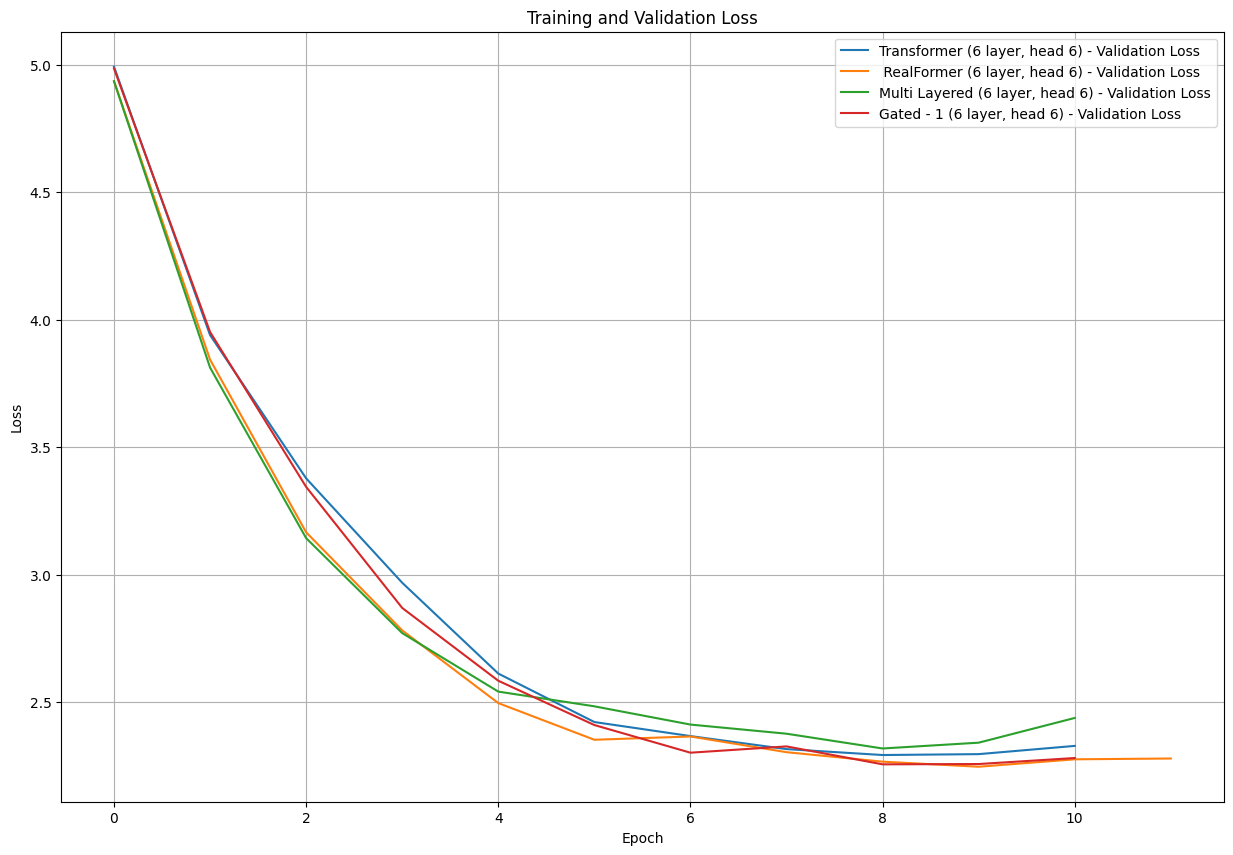 Training and Validation Loss
Transformer (6 layer, head 6) - Validation Loss
RealFormer (6 layer, head 6) - Validation Loss
Multi Layered (6 layer, head 6) - Validation Loss
Gated - 1 (6 layer, head 6) - Validation Loss
5.0
4.5
4.0
3.5
3.0
2.5
Loss
0 2 4 6 8 10
Epoch